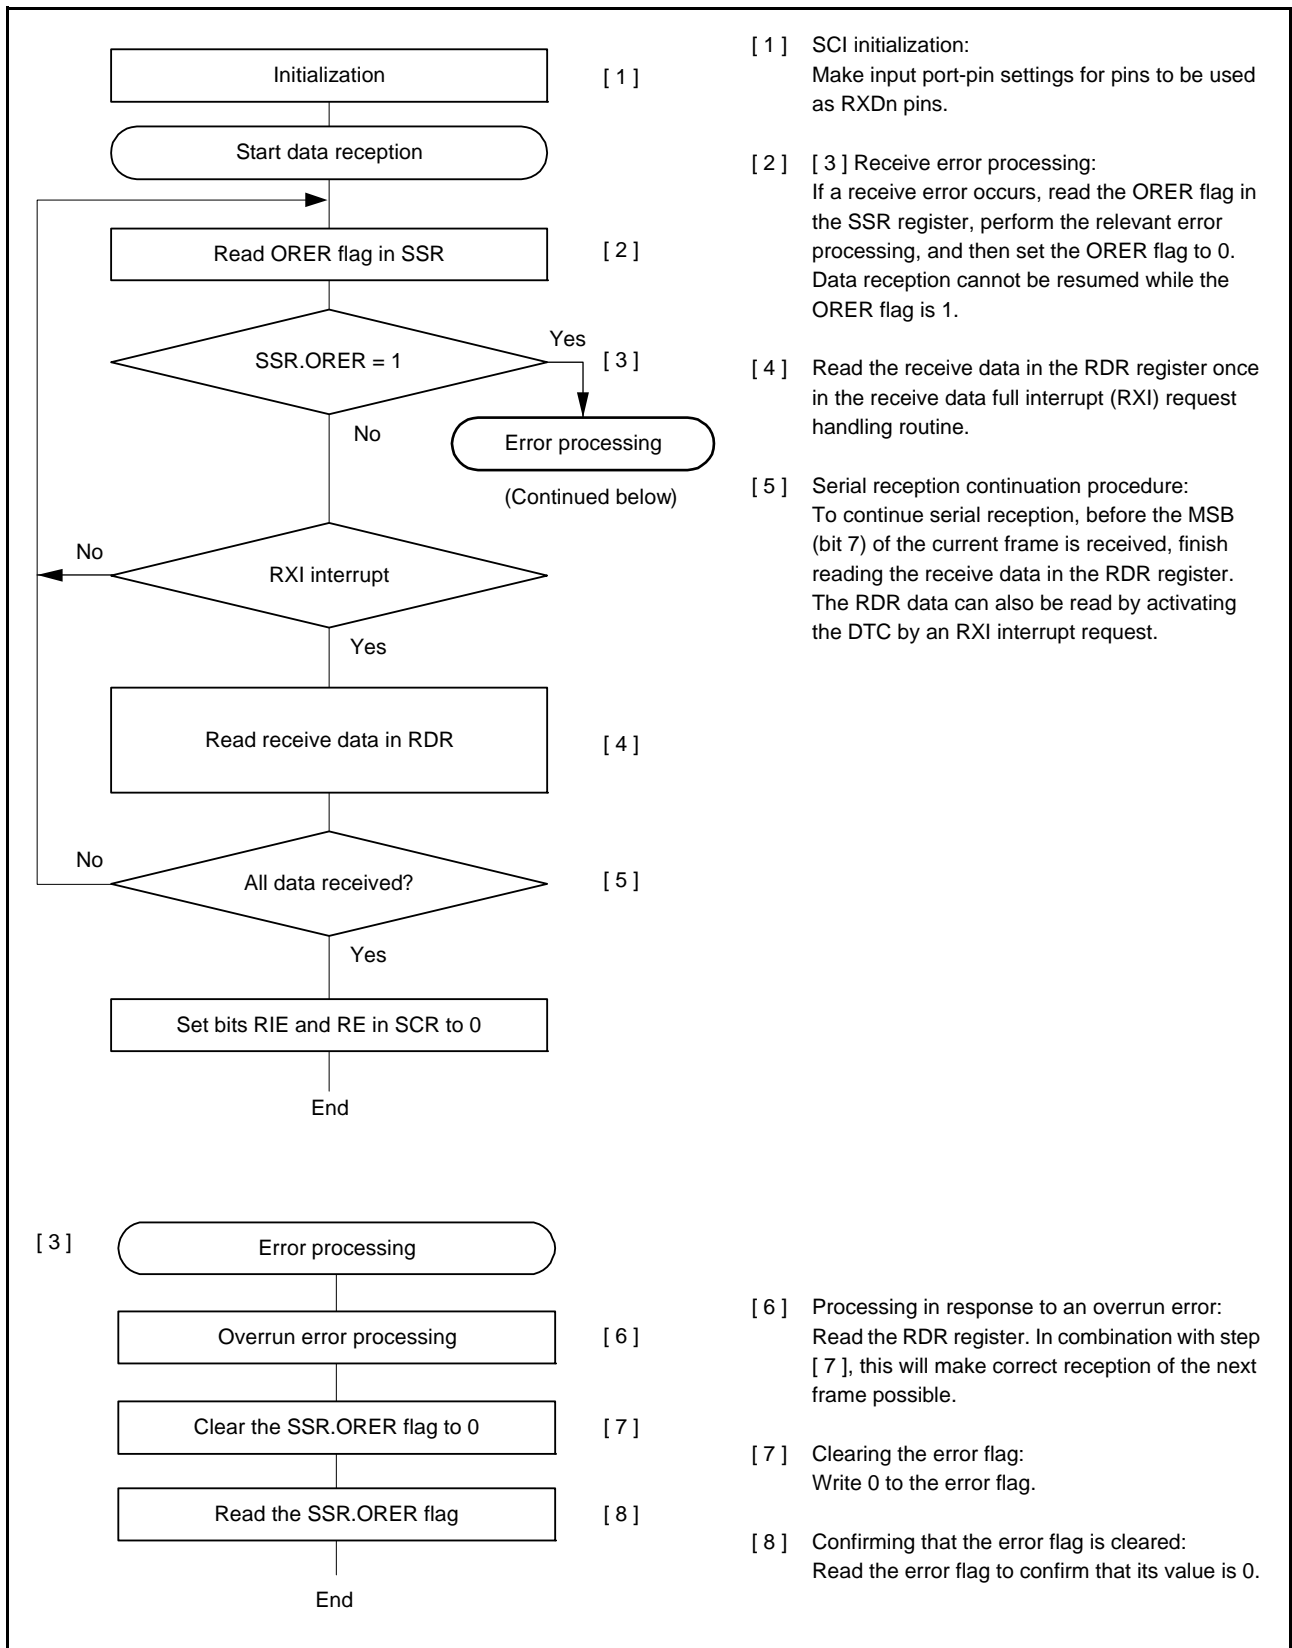 Initialization
[ 1 ]
Start data reception
Read ORER flag in SSR
[ 2 ]
SSR.ORER = 1
Yes
[ 3 ]
No
Error processing
(Continued below)
No
RXI interrupt
Yes
Read receive data in RDR
[ 4 ]
No
All data received?
[ 5 ]
Yes
Set bits RIE and RE in SCR to 0
End
[ 1 ] SCI initialization:
Make input port-pin settings for pins to be used
as RXDn pins.
[ 2 ] [ 3 ] Receive error processing:
If a receive error occurs, read the ORER flag in
the SSR register, perform the relevant error
processing, and then set the ORER flag to 0.
Data reception cannot be resumed while the
ORER flag is 1.
[ 4 ] Read the receive data in the RDR register once
in the receive data full interrupt (RXI) request
handling routine.
[ 5 ] Serial reception continuation procedure:
To continue serial reception, before the MSB
(bit 7) of the current frame is received, finish
reading the receive data in the RDR register.
The RDR data can also be read by activating
the DTC by an RXI interrupt request.
[ 3 ]
Error processing
Overrun error processing
[ 6 ]
Clear the SSR.ORER flag to 0
[ 7 ]
Read the SSR.ORER flag
[ 8 ]
End
[ 6 ] Processing in response to an overrun error:
Read the RDR register. In combination with step
[ 7 ], this will make correct reception of the next
frame possible.
[ 7 ] Clearing the error flag:
Write 0 to the error flag.
[ 8 ] Confirming that the error flag is cleared:
Read the error flag to confirm that its value is 0.